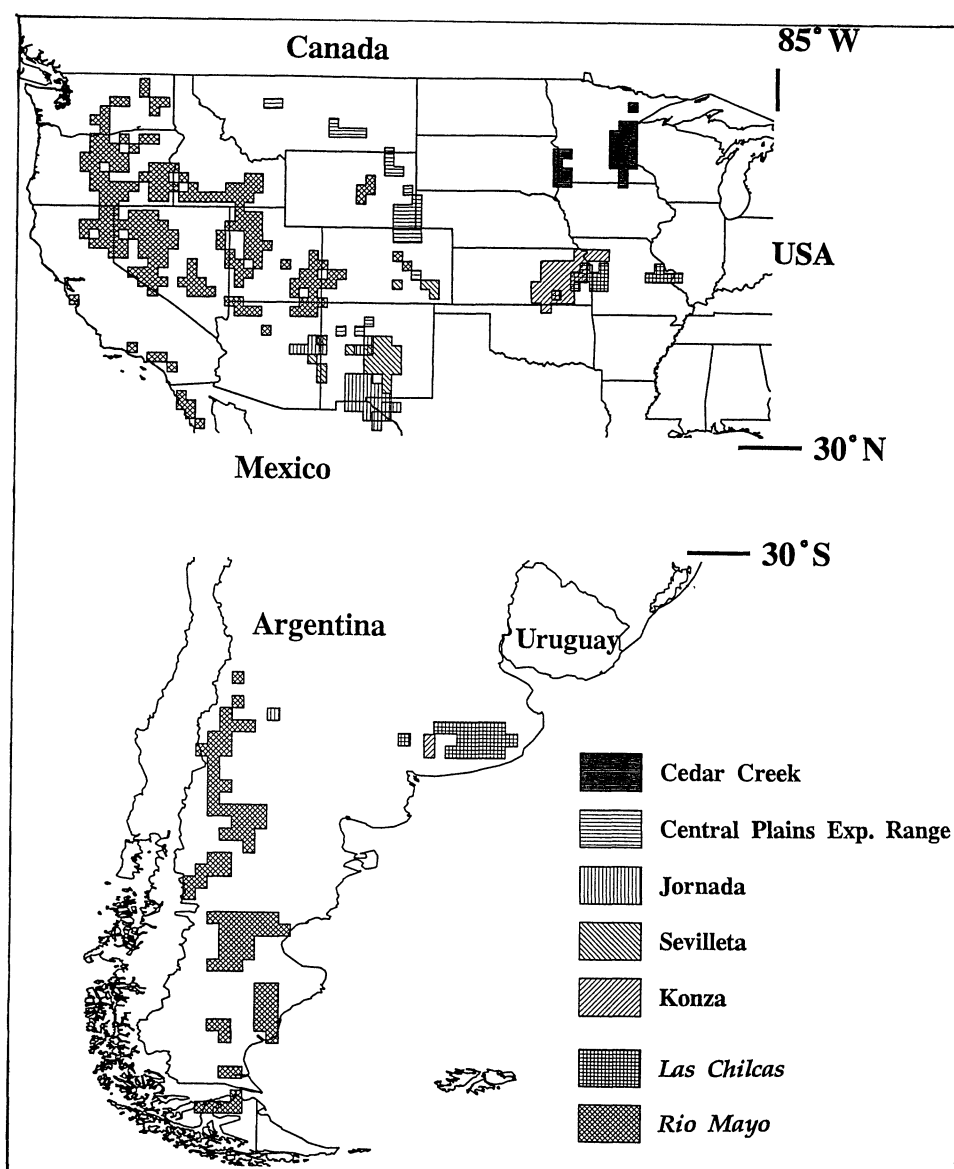 Canada
85°W
USA
30°N
Mexico
30°S
Argentina
Uruguay
Cedar Creek
Central Plains Exp. Range
Jornada
Sevilleta
Konza
Las Chilcas
Rio Mayo